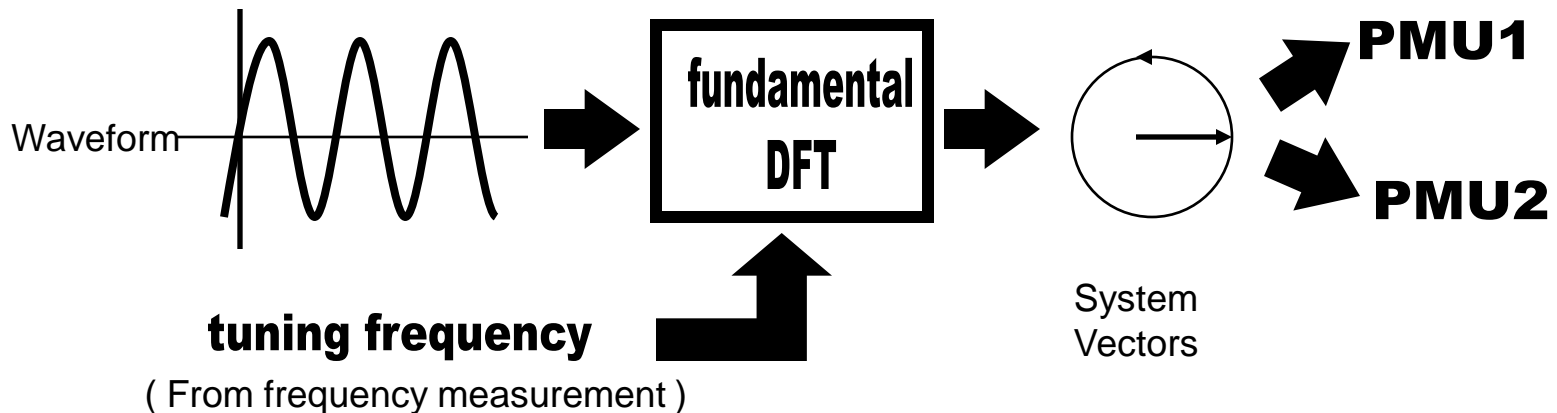 Waveform
fundamental
DFT
PMU1
PMU2
System
Vectors
tuning frequency
( From frequency measurement )